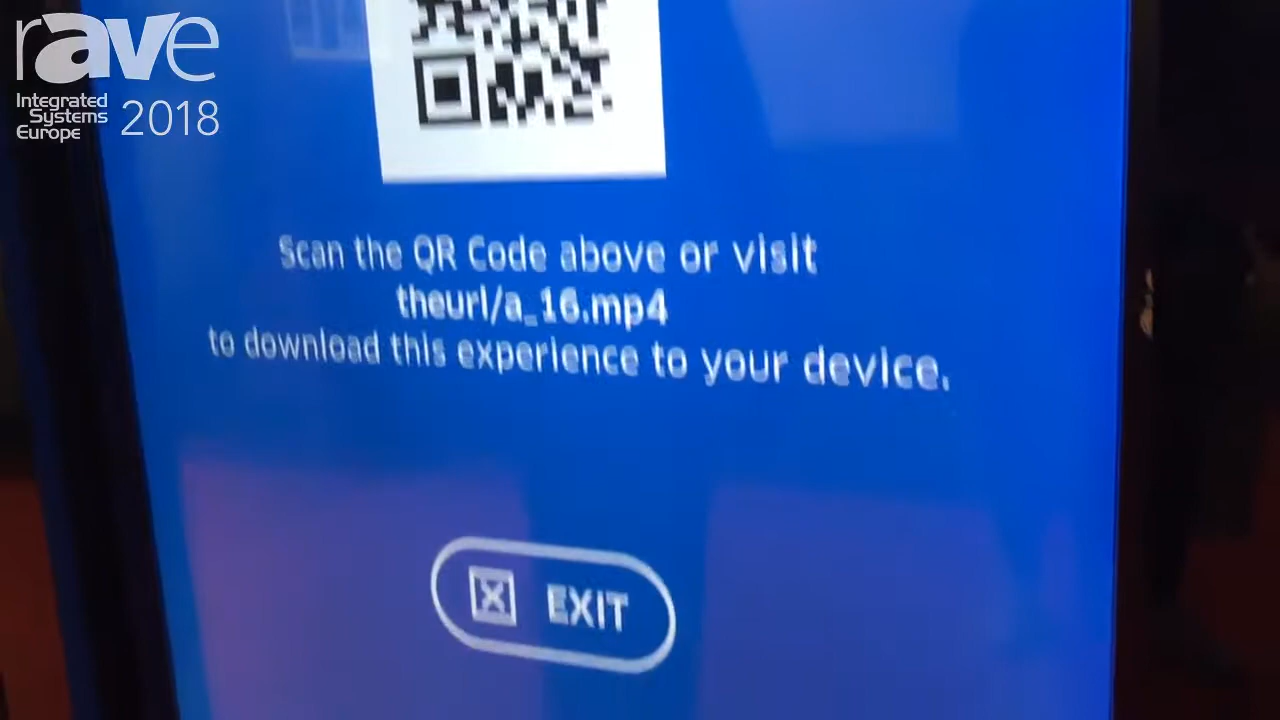 rave
Integrated
Systems
Europe
2018
Scan the QR Code above or visit
theurl/a_16.mp4
to download this experience to your device.
EXIT